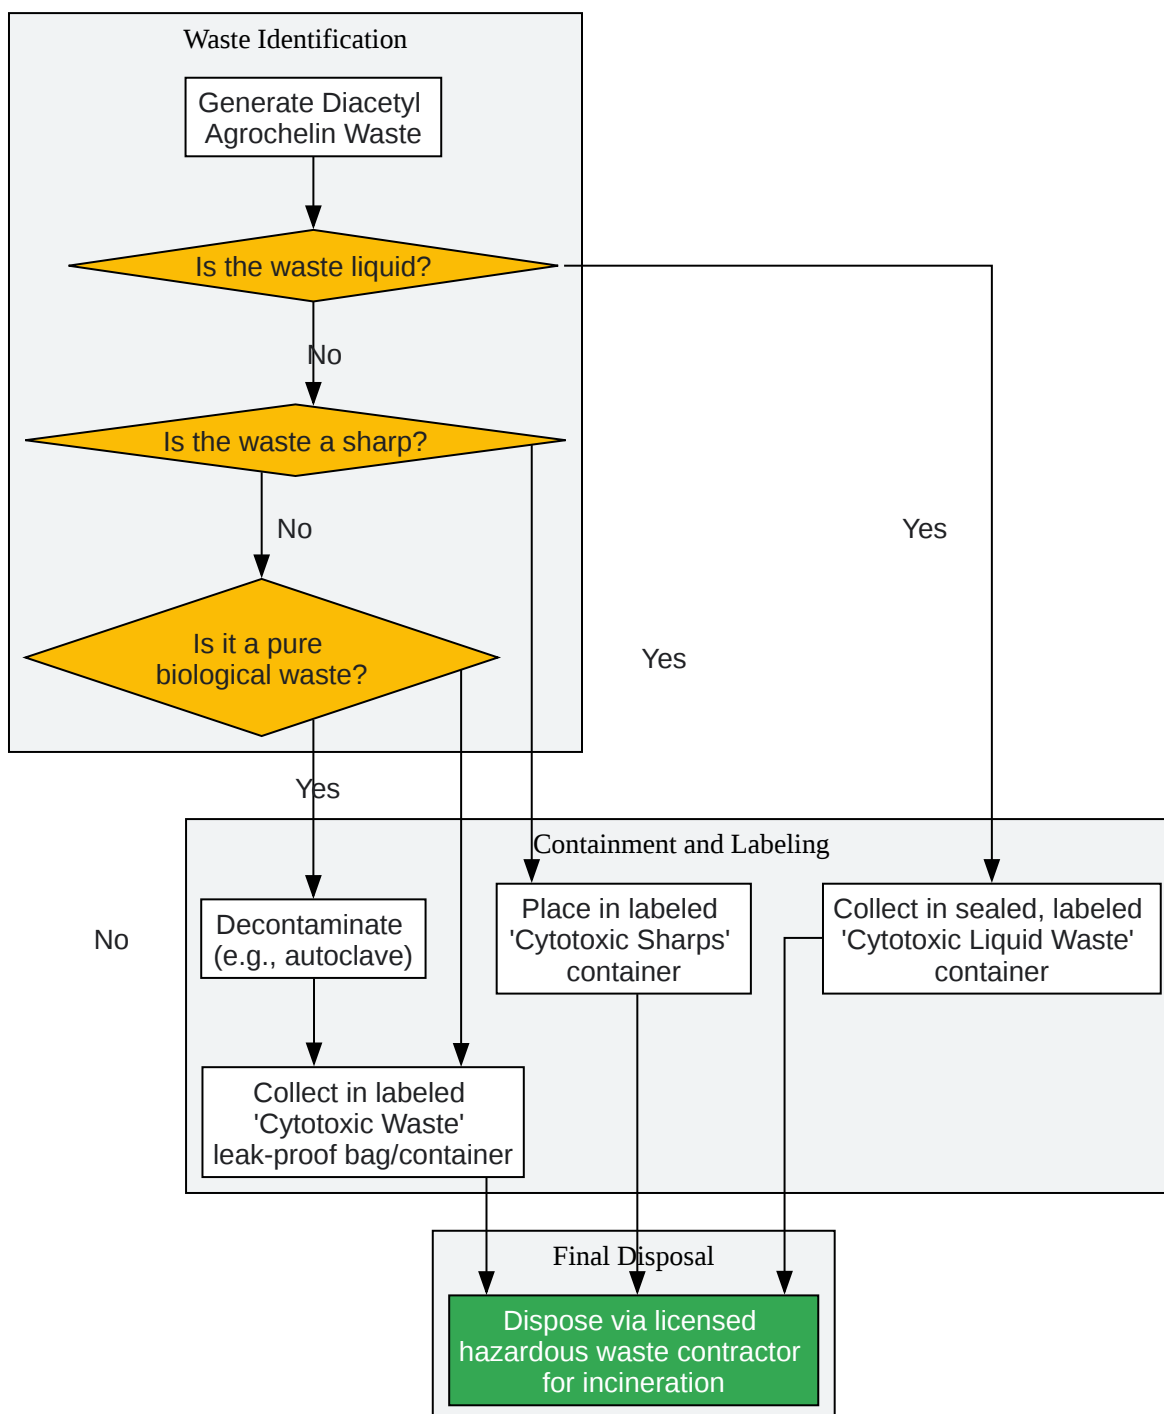 Waste Identification
Generate Diacetyl
Agrochelin Waste
Is the waste liquid?
No
Is the waste a sharp?
No
Yes
Is it a pure
biological waste?
Yes
Yes
Containment and Labeling
Decontaminate
(e.g., autoclave)
Place in labeled
'Cytotoxic Sharps'
container
Collect in sealed, labeled
'Cytotoxic Liquid Waste'
container
No
Collect in labeled
'Cytotoxic Waste'
leak-proof bag/container
Final Disposal
Dispose via licensed
hazardous waste contractor
for incineration